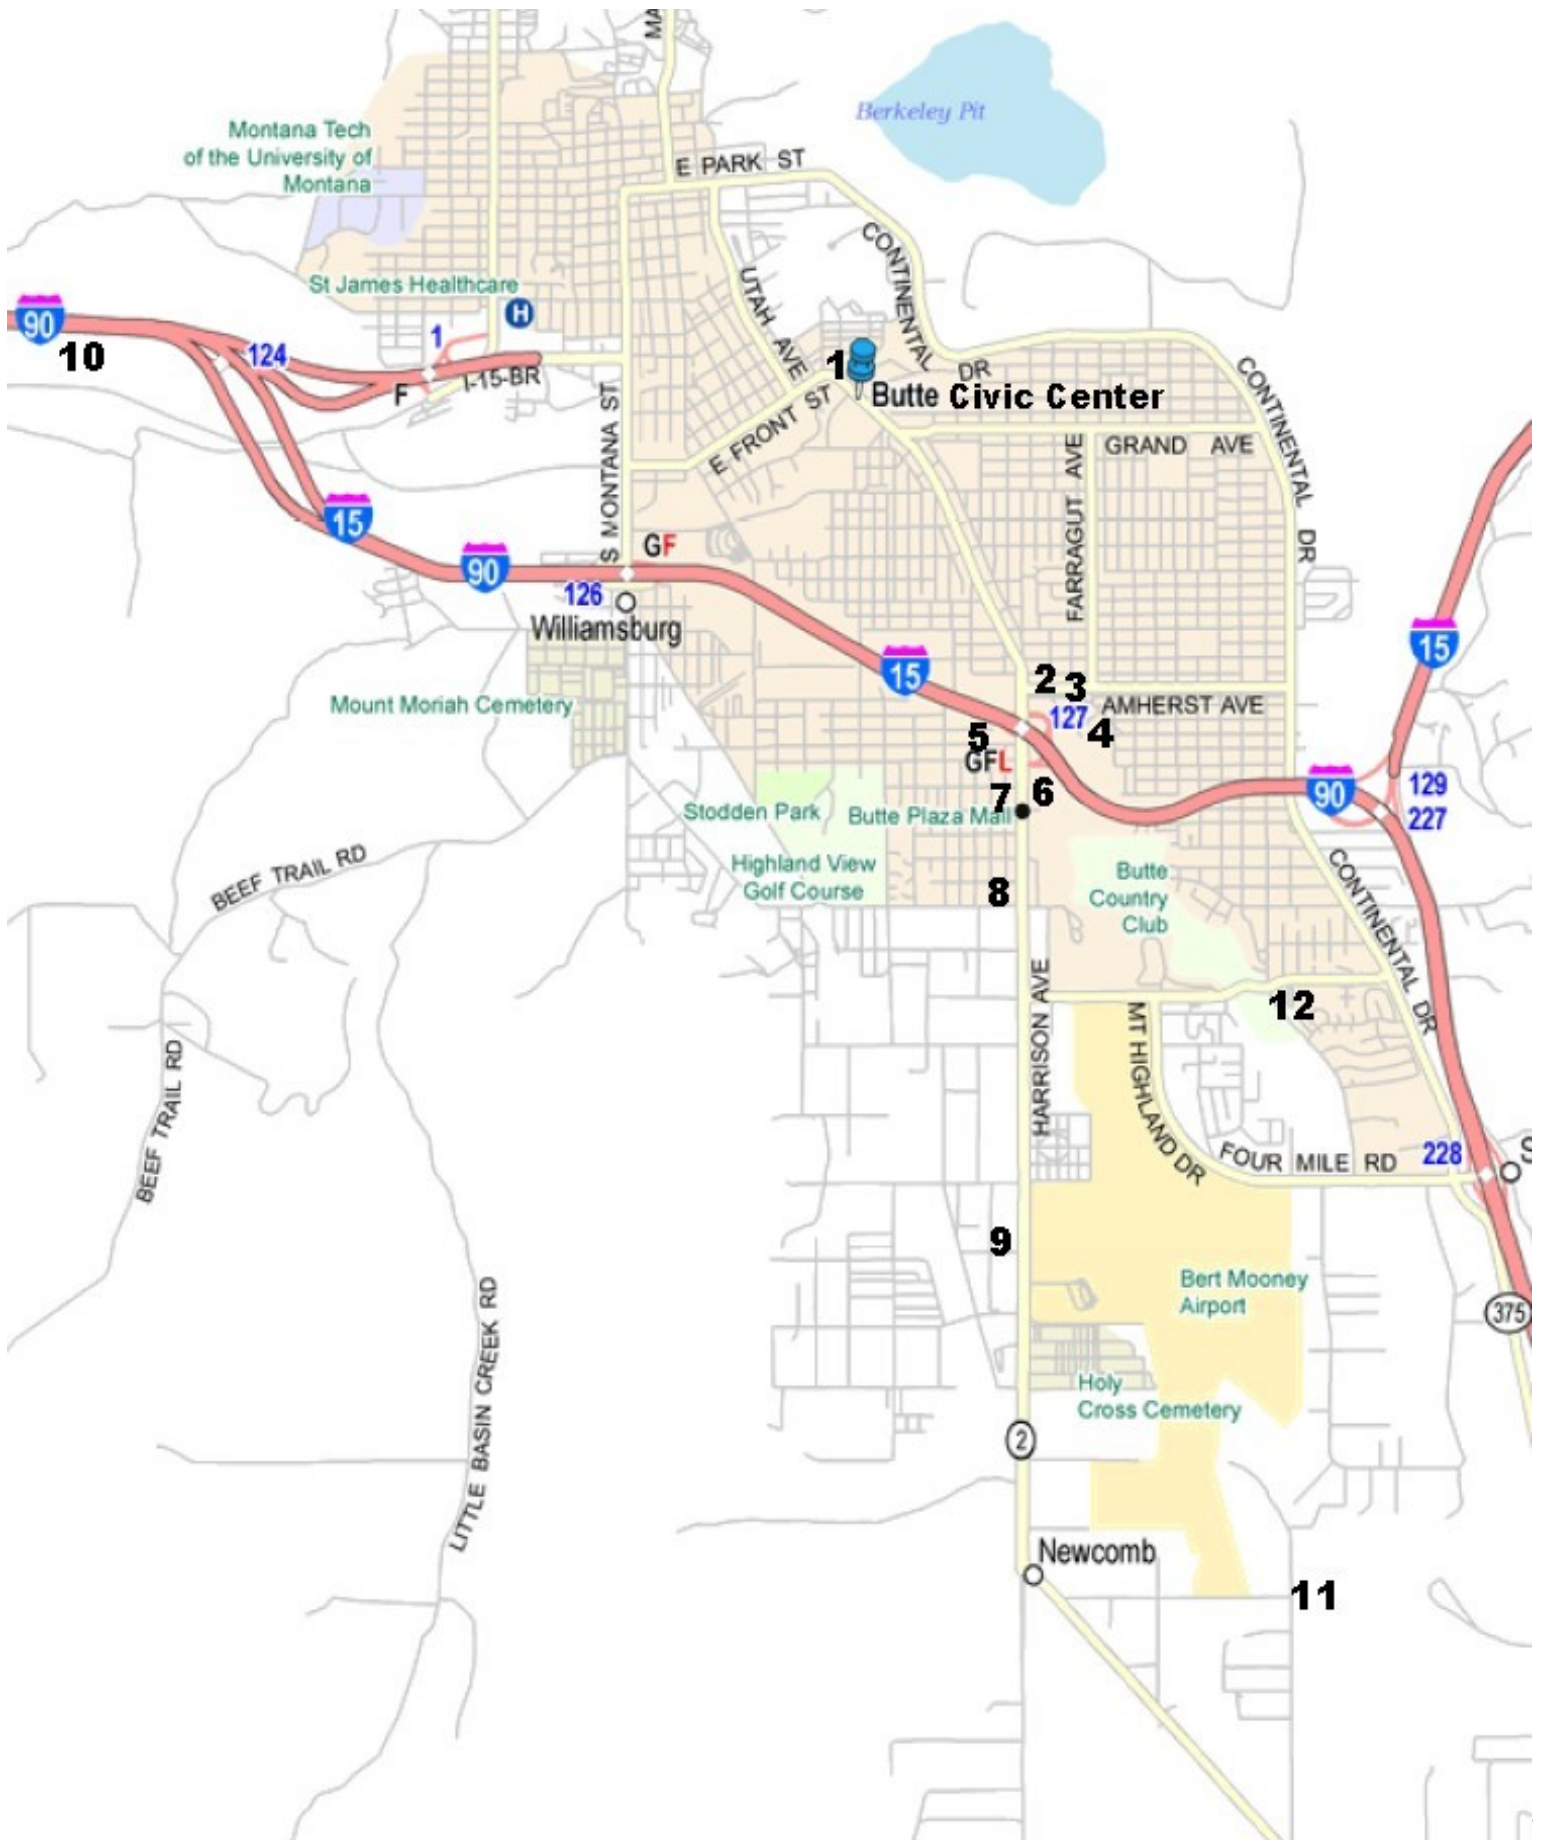 MA
Berkeley Pit
Montana Tech
of the University of
Montana
E PARK ST
CONTINENTAL DR
St James Healthcare
H
UTAH AVE
90
10
124
1
F
I-15-BR
1
Butte Civic Center
E FRONT ST
S MONTANA ST
CONTINENTAL DR
GRAND AVE
FARRAGUT AVE
15
90
GF
126
Williamsburg
15
15
2
3
AMHERST AVE
Mount Moriah Cemetery
127
4
5
GFL
90
129
227
7
6
Stodden Park
Butte Plaza Mall
Highland View
Golf Course
8
Butte
Country
Club
BEEF TRAIL RD
CONTINENTAL DR
12
HARRISON AVE
MT HIGHLAND DR
BEEF TRAIL RD
FOUR MILE RD
228
S
9
Bert Mooney
Airport
375
LITTLE BASIN CREEK RD
Holy
Cross Cemetery
2
Newcomb
11